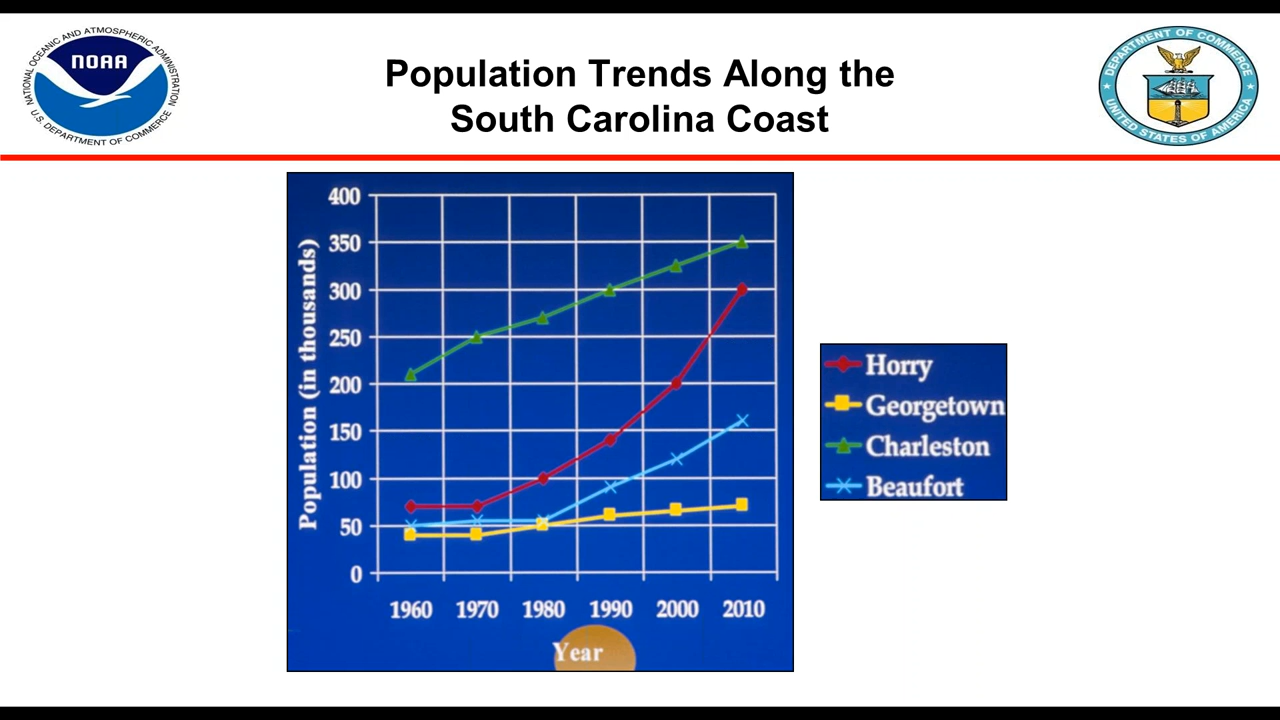 NATIONAL OCEANIC AND ATMOSPHERIC ADMINISTRATION
NOAA
U.S. DEPARTMENT OF COMMERCE
Population Trends Along the
South Carolina Coast
DEPARTMENT OF COMMERCE
UNITED STATES OF AMERICA
Population (in thousands)
400
350
300
250
200
150
100
50
0
1960 1970 1980 1990 2000 2010
Year
Horry
Georgetown
Charleston
Beaufort